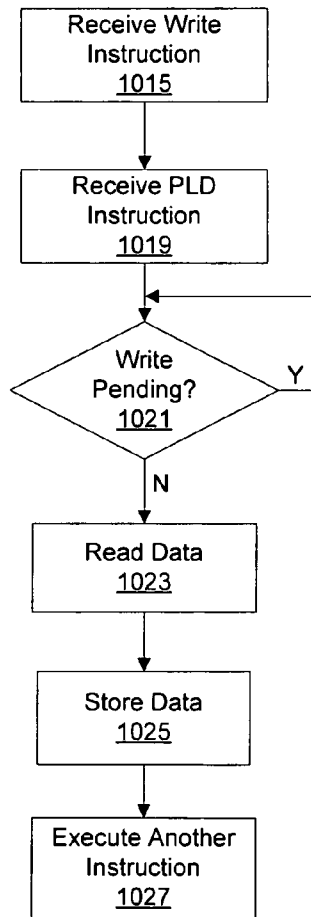 Receive Write
Instruction
1015
Receive PLD
Instruction
1019
Write
Pending?
1021
Y
N
Read Data
1023
Store Data
1025
Execute Another
Instruction
1027